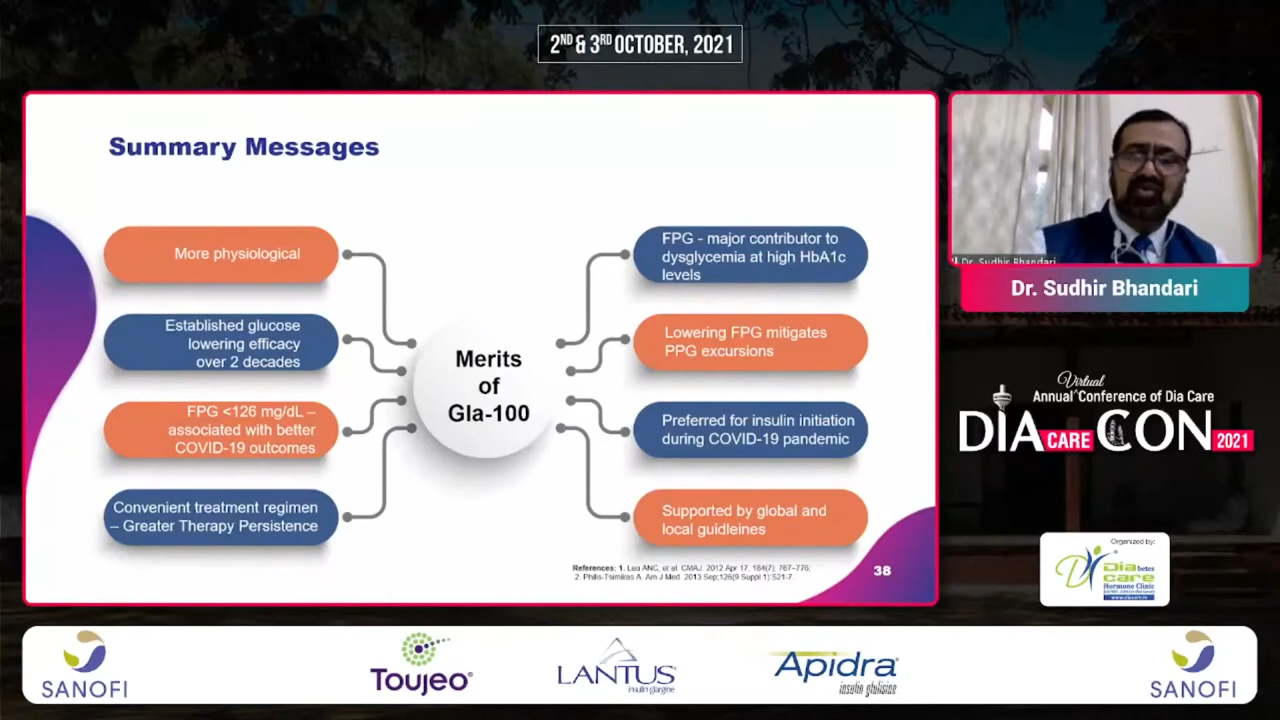 2ND & 3RD OCTOBER, 2021
Summary Messages
More physiological
Established glucose
lowering efficacy
over 2 decades
FPG <126 mg/dL –
associated with better
COVID-19 outcomes
Convenient treatment regimen
– Greater Therapy Persistence
Merits
of
Gla-100
FPG - major contributor to
dysglycemia at high HbA1c
levels
Lowering FPG mitigates
PPG excursions
Preferred for insulin initiation
during COVID-19 pandemic
Supported by global and
local guidleines
References: 1. Lau ANC, et al. CMAJ. 2012 Apr 17; 184(7): 767–776;
2. Philis-Tsimikas A. Am J Med. 2013 Sep;126(9 Suppl 1):S21-7.
38
Dr. Sudhir Bhandari
Dr. Sudhir Bhandari
Virtual
Annual^Conference of Dia Care
DIA CARE CON 2021
Organized by:
Diabetes
care
Hormone Clinic
SANOFI
Toujeo®
LANTUS®
insulin glargine
Apidra®
insulin glulisine
SANOFI